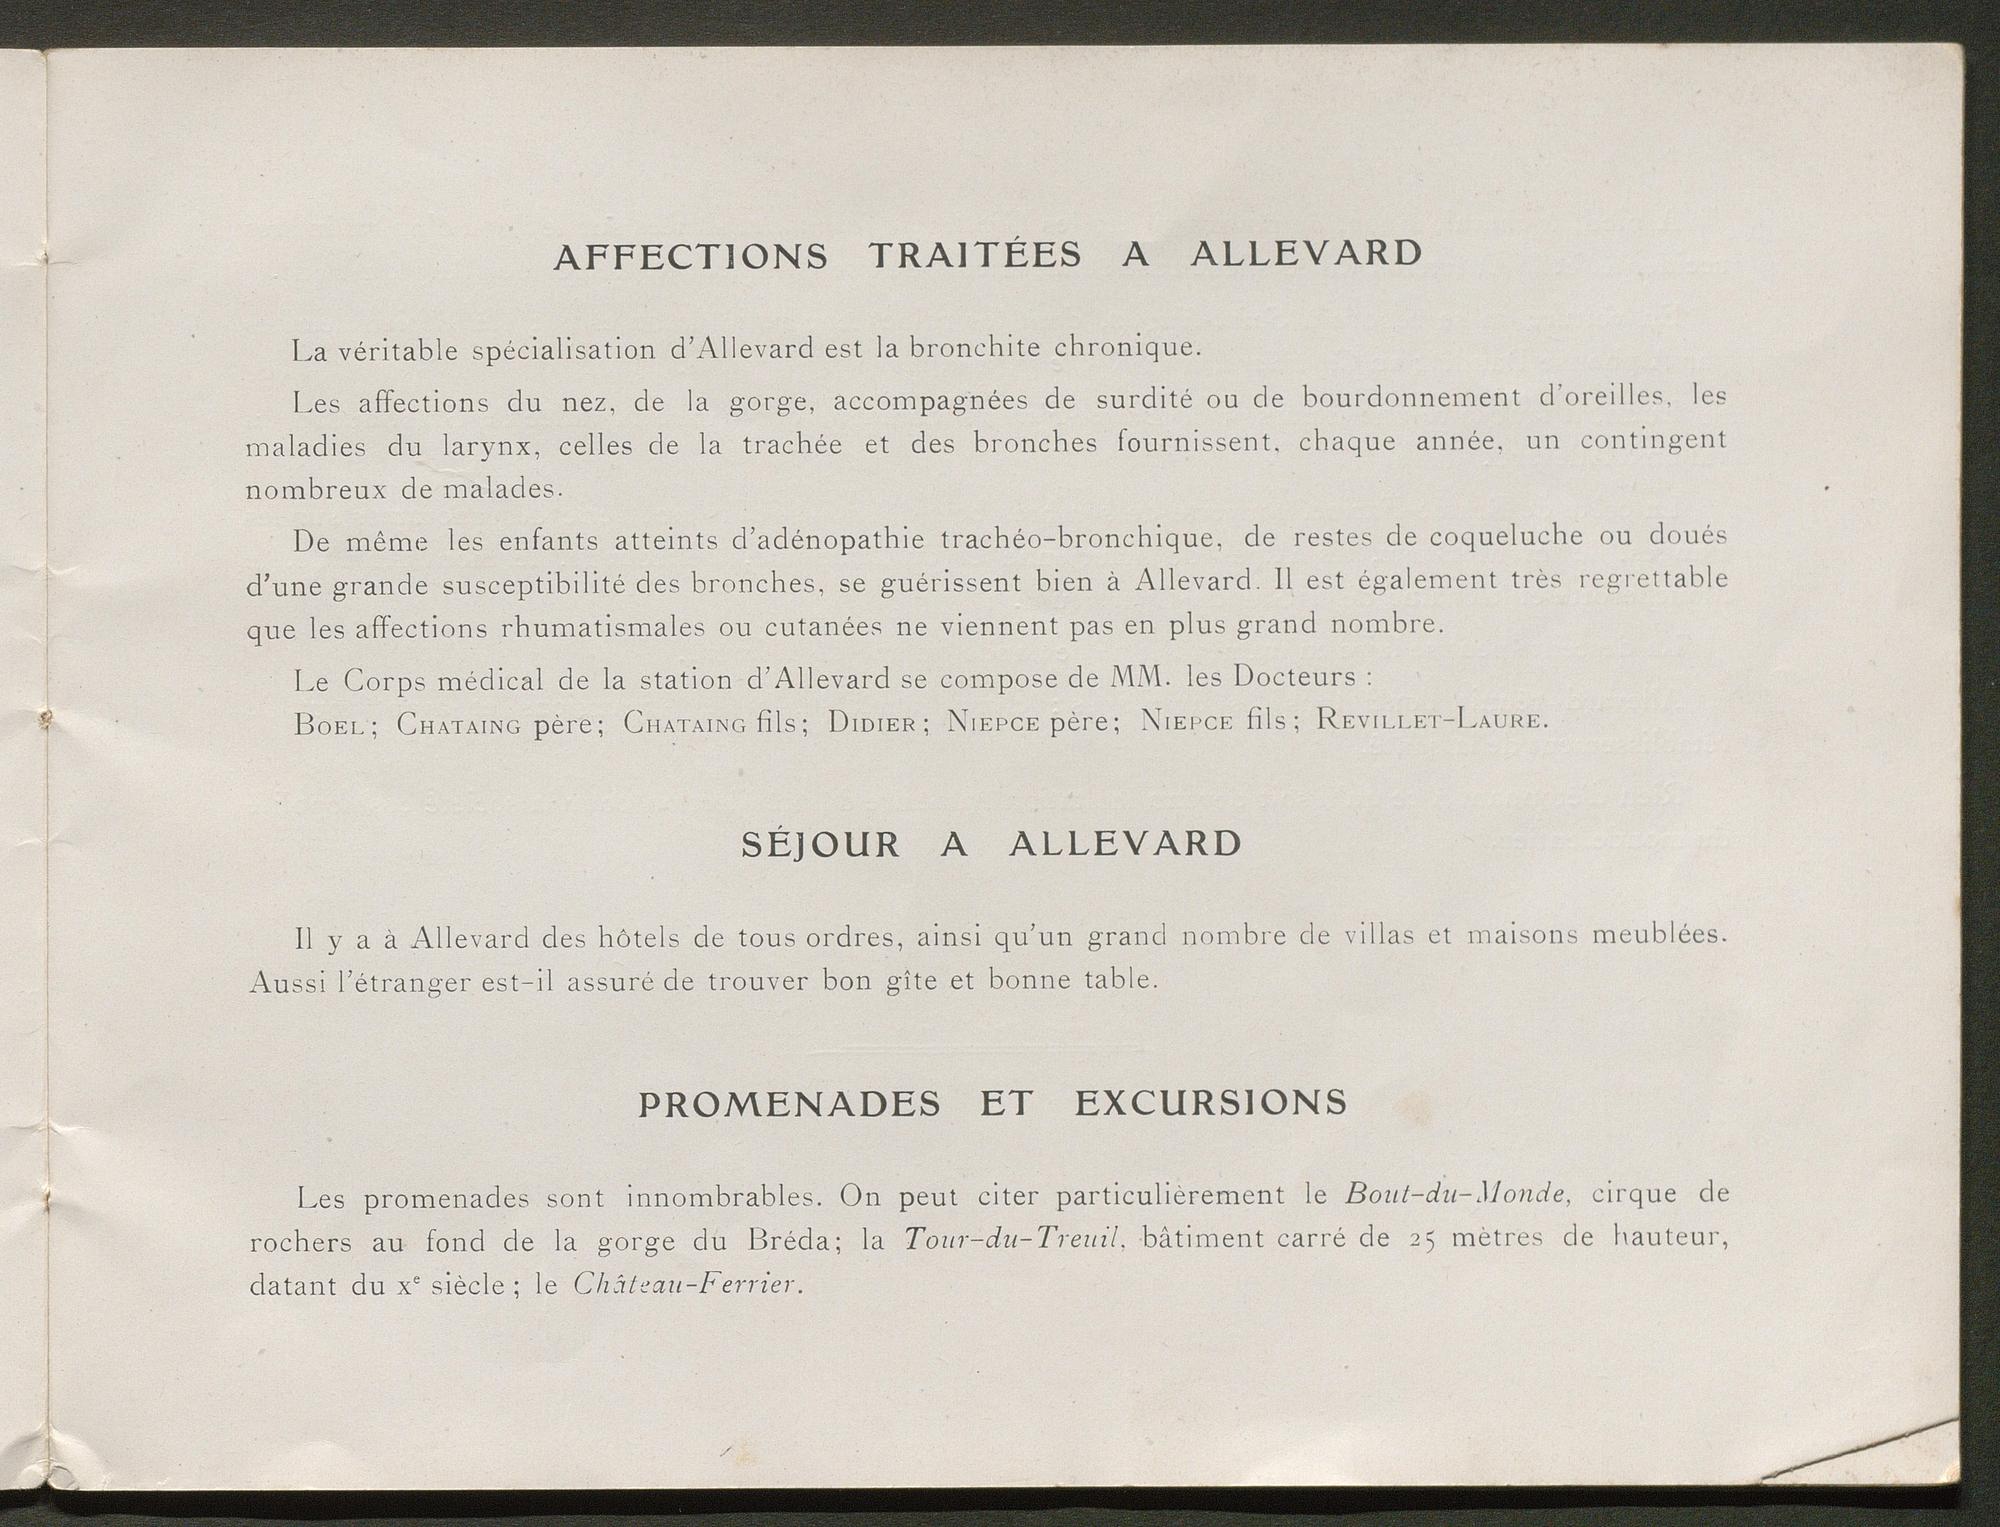 AFFECTIONS TRAITÉES A ALLEVARD
La véritable spécialisation d'Allevard est la bronchite chronique.
Les affections du nez, de la gorge, accompagnées de surdité ou de bourdonnement d'oreilles, les
maladies du larynx, celles de la trachée et des bronches fournissent, chaque année, un contingent
nombreux de malades.
De même les enfants atteints d'adénopathie trachéo-bronchique, de restes de coqueluche ou doués
d'une grande susceptibilité des bronches, se guérissent bien à Allevard. Il est également très regrettable
que les affections rhumatismales ou cutanées ne viennent pas en plus grand nombre.
Le Corps médical de la station d'Allevard se compose de MM. les Docteurs :
BOEL ; CHATAING père ; CHATAING fils ; DIDIER ; NIEPCE père ; NIEPCE fils ; REVILLET-LAURE.
SÉJOUR A ALLEVARD
Il y a à Allevard des hôtels de tous ordres, ainsi qu'un grand nombre de villas et maisons meublées.
Aussi l'étranger est-il assuré de trouver bon gîte et bonne table.
PROMENADES ET EXCURSIONS
Les promenades sont innombrables. On peut citer particulièrement le Bout-du-Monde, cirque de
rochers au fond de la gorge du Bréda ; la Tour-du-Treuil, bâtiment carré de 25 mètres de hauteur,
datant du Xe siècle ; le Château-Ferrier.